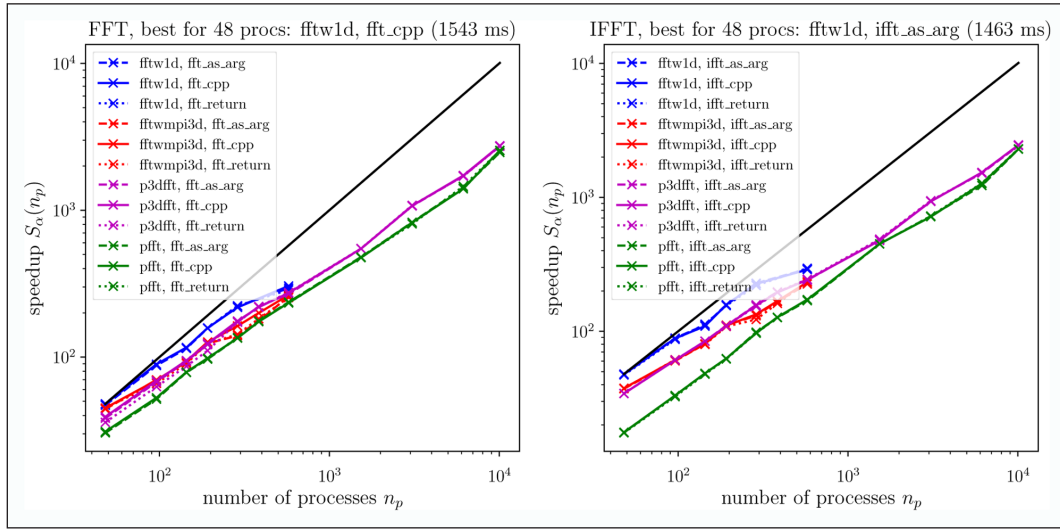 FFT, best for 48 procs: fftw1d, fft_cpp (1543 ms)
speedup S_α(n_p)
10^4
10^3
10^2
fftw1d, fft_as_arg
fftw1d, fft_cpp
fftw1d, fft_return
fftwmpi3d, fft_as_arg
fftwmpi3d, fft_cpp
fftwmpi3d, fft_return
p3dfft, fft_as_arg
p3dfft, fft_cpp
p3dfft, fft_return
pfft, fft_as_arg
pfft, fft_cpp
pfft, fft_return
10^2 10^3 10^4
number of processes n_p
IFFT, best for 48 procs: fftw1d, ifft_as_arg (1463 ms)
speedup S_α(n_p)
10^4
10^3
10^2
fftw1d, ifft_as_arg
fftw1d, ifft_cpp
fftw1d, ifft_return
fftwmpi3d, ifft_as_arg
fftwmpi3d, ifft_cpp
fftwmpi3d, ifft_return
p3dfft, ifft_as_arg
p3dfft, ifft_cpp
p3dfft, ifft_return
pfft, ifft_as_arg
pfft, ifft_cpp
pfft, ifft_return
10^2 10^3 10^4
number of processes n_p